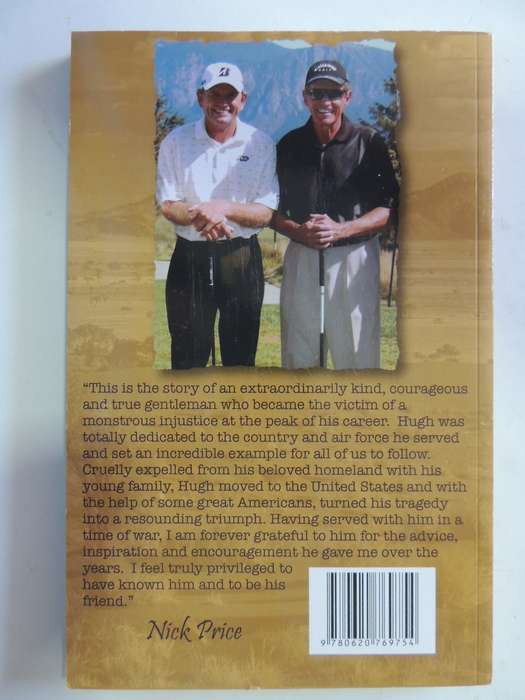 "This is the story of an extraordinarily kind, courageous
and true gentleman who became the victim of a
monstrous injustice at the peak of his career. Hugh was
totally dedicated to the country and air force he served
and set an incredible example for all of us to follow.
Cruelly expelled from his beloved homeland with his
young family, Hugh moved to the United States and with
the help of some great Americans, turned his tragedy
into a resounding triumph. Having served with him in a
time of war, I am forever grateful to him for the advice,
inspiration and encouragement he gave me over the
years. I feel truly privileged to
have known him and to be his
friend."
Nick Price
9 780620 769754